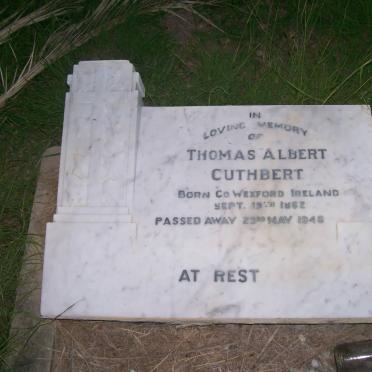 IN
LOVING MEMORY
OF
THOMAS ALBERT
CUTHBERT
BORN CO WEXFORD IRELAND
SEPT. 19TH 1862
PASSED AWAY 23RD MAY 1948
AT REST